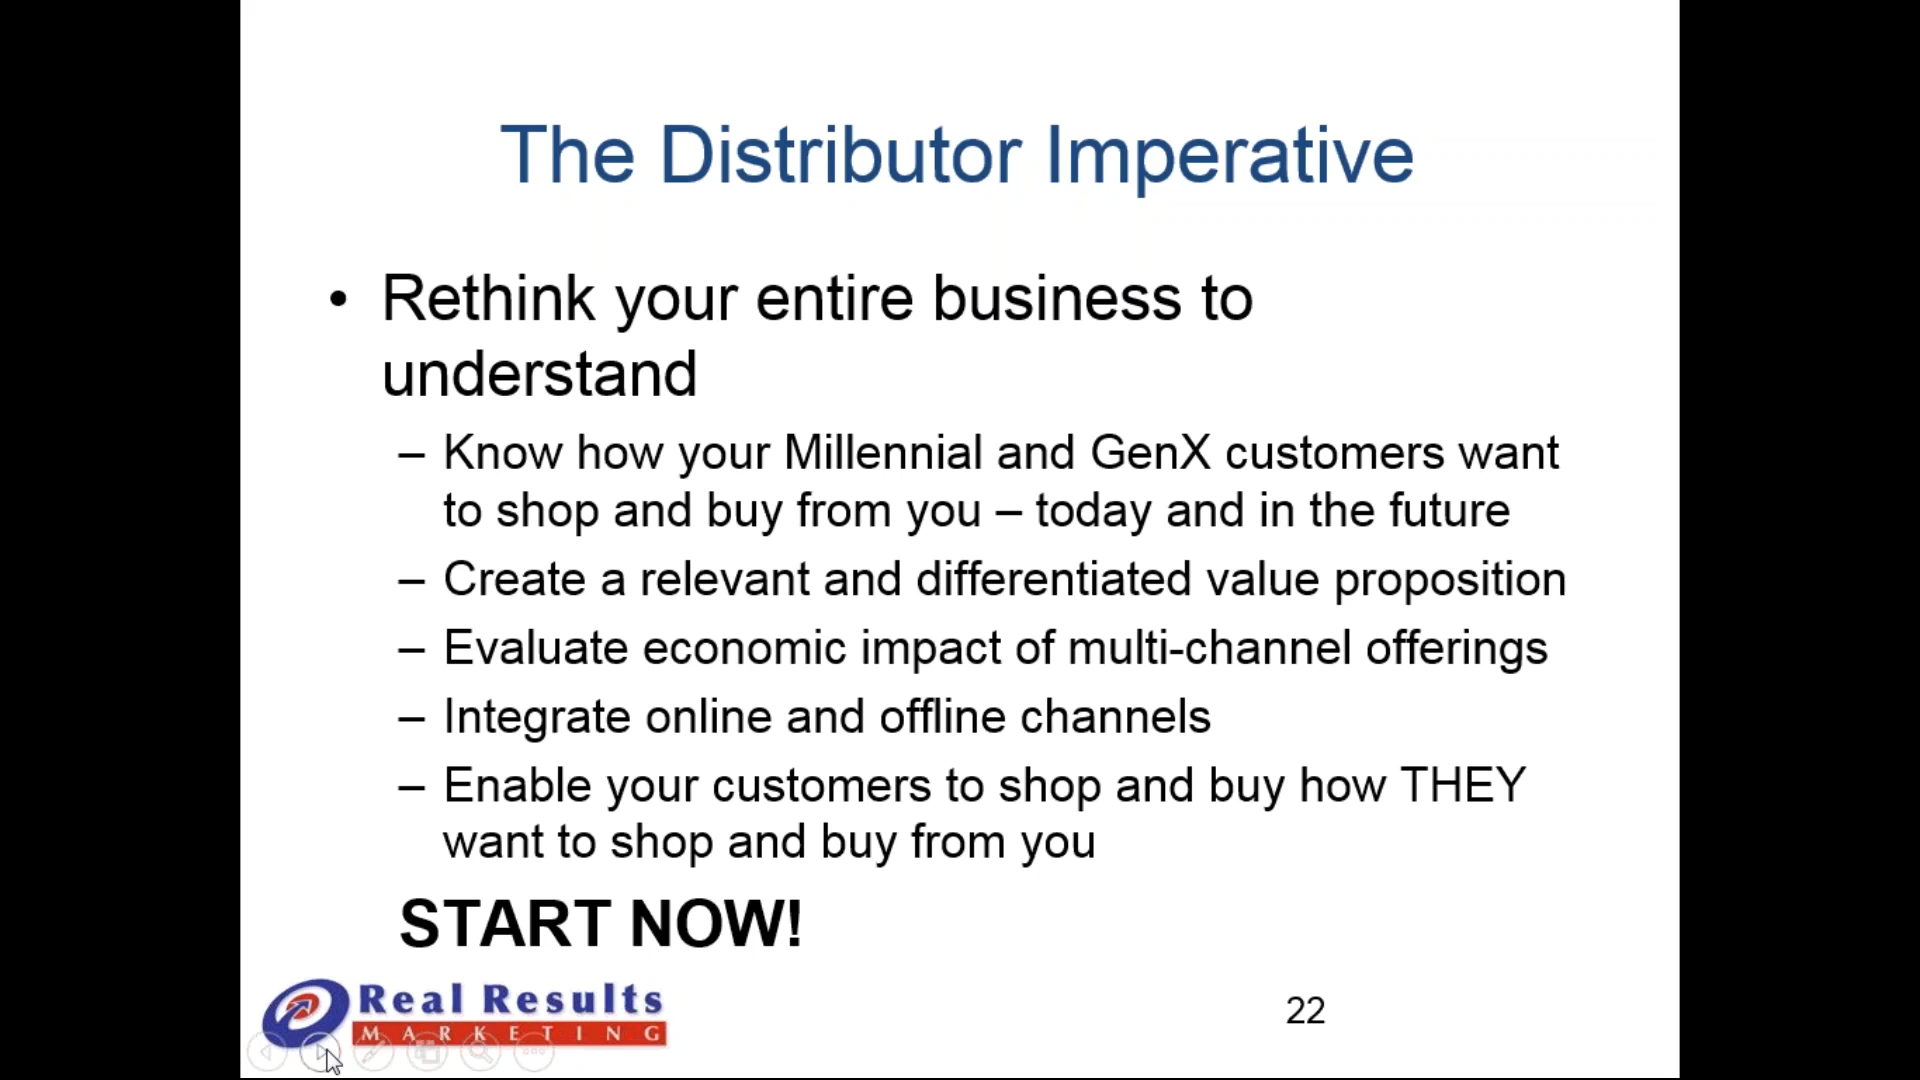 The Distributor Imperative
• Rethink your entire business to
understand
– Know how your Millennial and GenX customers want
to shop and buy from you – today and in the future
– Create a relevant and differentiated value proposition
– Evaluate economic impact of multi-channel offerings
– Integrate online and offline channels
– Enable your customers to shop and buy how THEY
want to shop and buy from you
START NOW!
Real Results
MARKETING
22